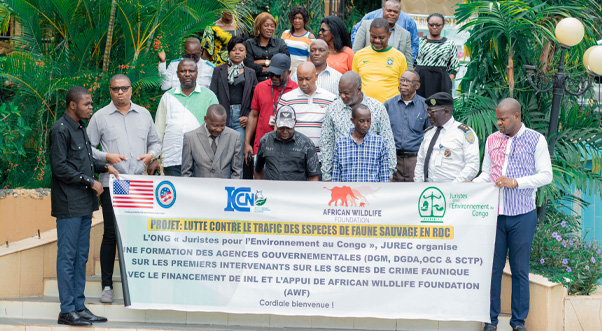 ICCN
AFRICAN WILDLIFE
FOUNDATION
Juristes pour
l'Environnement au
Congo
PROJET: LUTTE CONTRE LE TRAFIC DES ESPECES DE FAUNE SAUVAGE EN RDC
L'ONG « Juristes pour l'Environnement au Congo », JUREC organise
UNE FORMATION DES AGENCES GOUVERNEMENTALES (DGM, DGDA,OCC & SCTP)
SUR LES PREMIERS INTERVENANTS SUR LES SCENES DE CRIME FAUNIQUE
AVEC LE FINANCEMENT DE INL ET L'APPUI DE AFRICAN WILDLIFE FOUNDATION
(AWF)
Cordiale bienvenue !